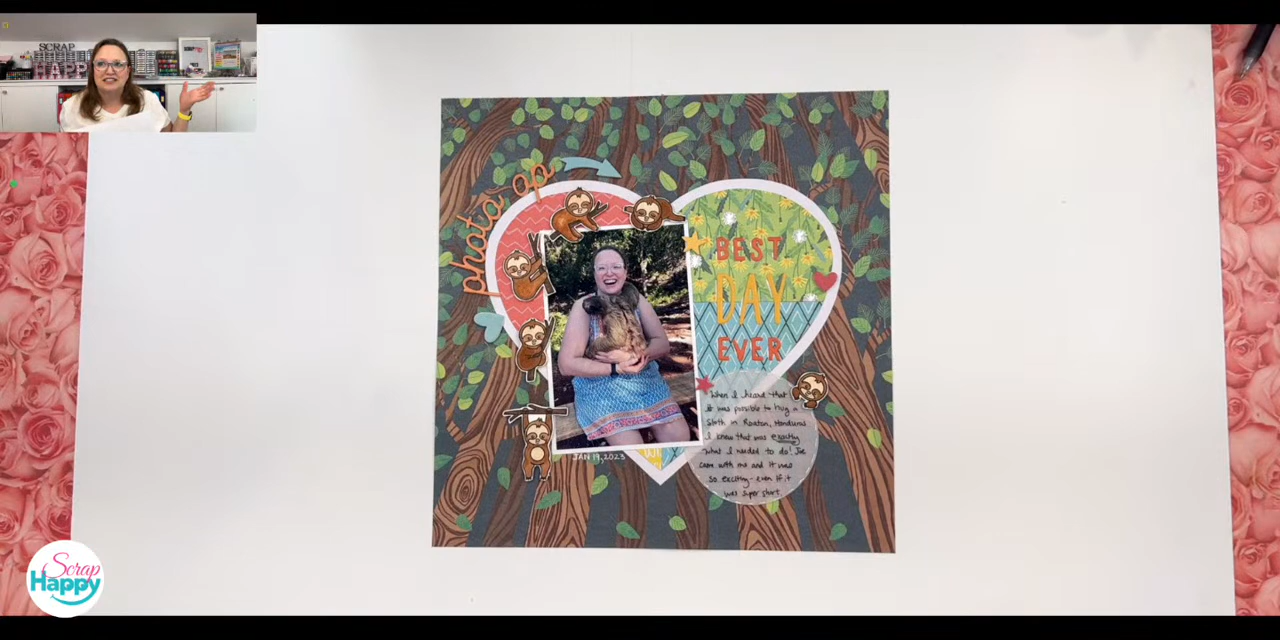 SCRAP
HAPPY
photo op
BEST
DAY
EVER
When I heard that
it was possible to hug a
Sloth in Roatan, Honduras
I knew that was exactly
what I needed to do! Joe
came with me and it was
so exciting - even if it
was super short.
JAN 19, 2023
Scrap
Happy